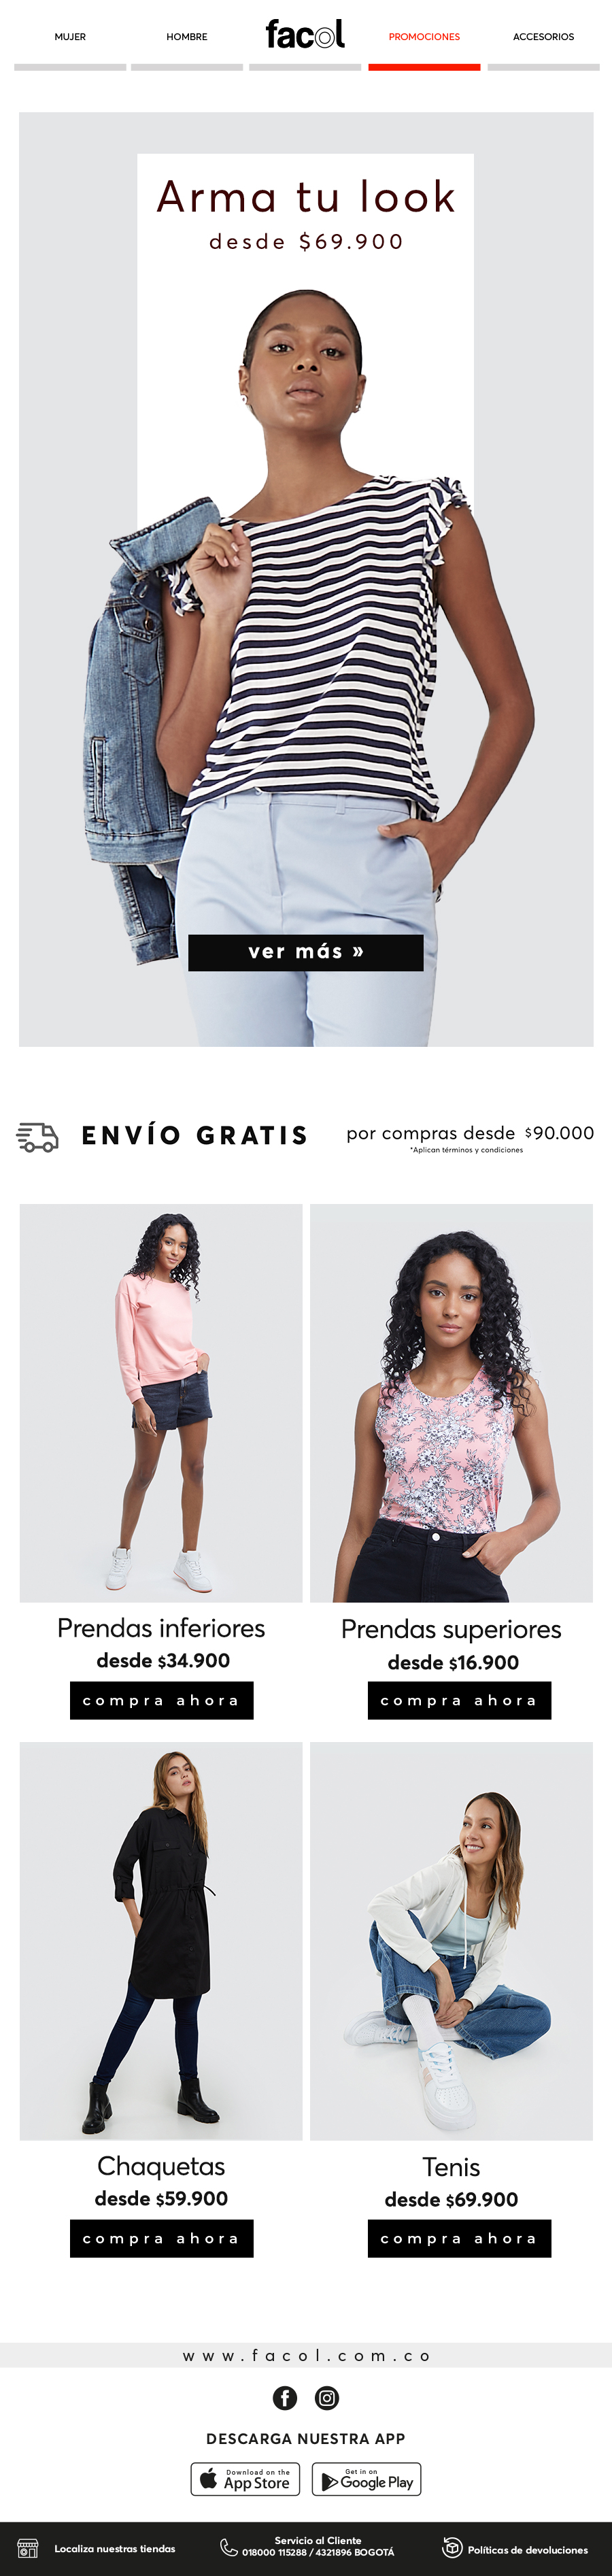 MUJER
HOMBRE
facol
PROMOCIONES
ACCESORIOS
Arma tu look
desde $69.900
ver más »
ENVÍO GRATIS
por compras desde $90.000
*Aplican términos y condiciones
Prendas inferiores
desde $34.900
compra ahora
Prendas superiores
desde $16.900
compra ahora
Chaquetas
desde $59.900
compra ahora
Tenis
desde $69.900
compra ahora
www.facol.com.co
DESCARGA NUESTRA APP
Download on the
App Store
Get in on
Google Play
Localiza nuestras tiendas
Servicio al Cliente
018000 115288 / 4321896 BOGOTÁ
Políticas de devoluciones